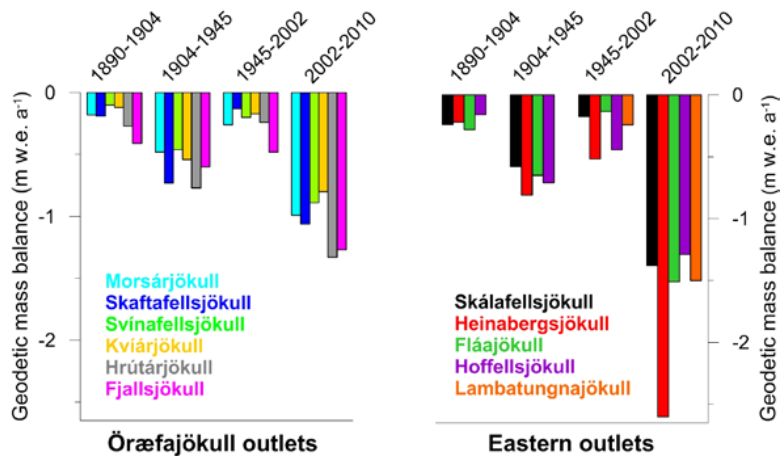 1890-1904
1904-1945
1945-2002
2002-2010
Geodetic mass balance (m w.e. a⁻¹)
0
-1
-2
Morsárjökull
Skaftafellsjökull
Svínafellsjökull
Kvíárjökull
Hrútárjökull
Fjallsjökull
Öræfajökull outlets
1890-1904
1904-1945
1945-2002
2002-2010
0
-1
-2
Geodetic mass balance (m w.e. a⁻¹)
Skálafellsjökull
Heinabergsjökull
Fláajökull
Hoffellsjökull
Lambatungnajökull
Eastern outlets